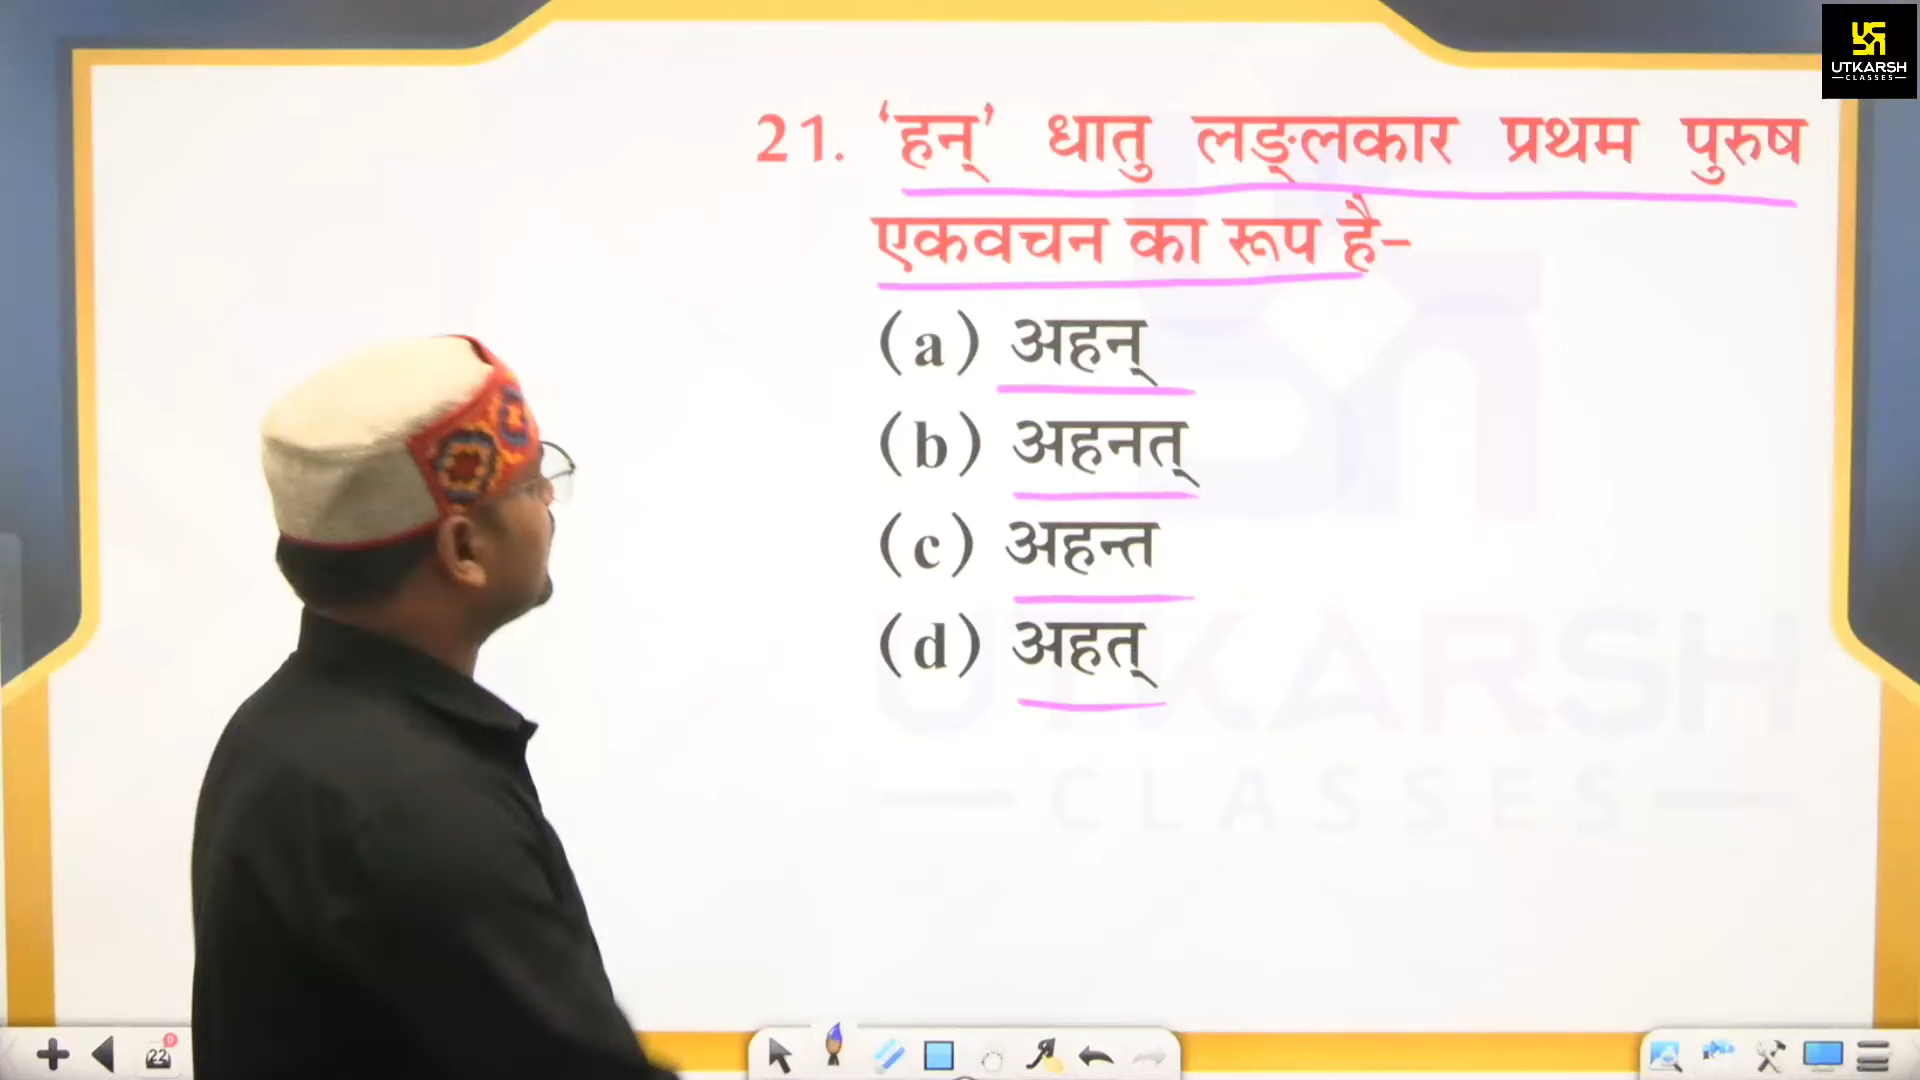 UTKARSH
CLASSES
21. ‘हन्’ धातु लङ्लकार प्रथम पुरुष
एकवचन का रूप है-
(a) अहन्
(b) अहनत्
(c) अहन्त
(d) अहत्
UTKARSH
CLASSES
22